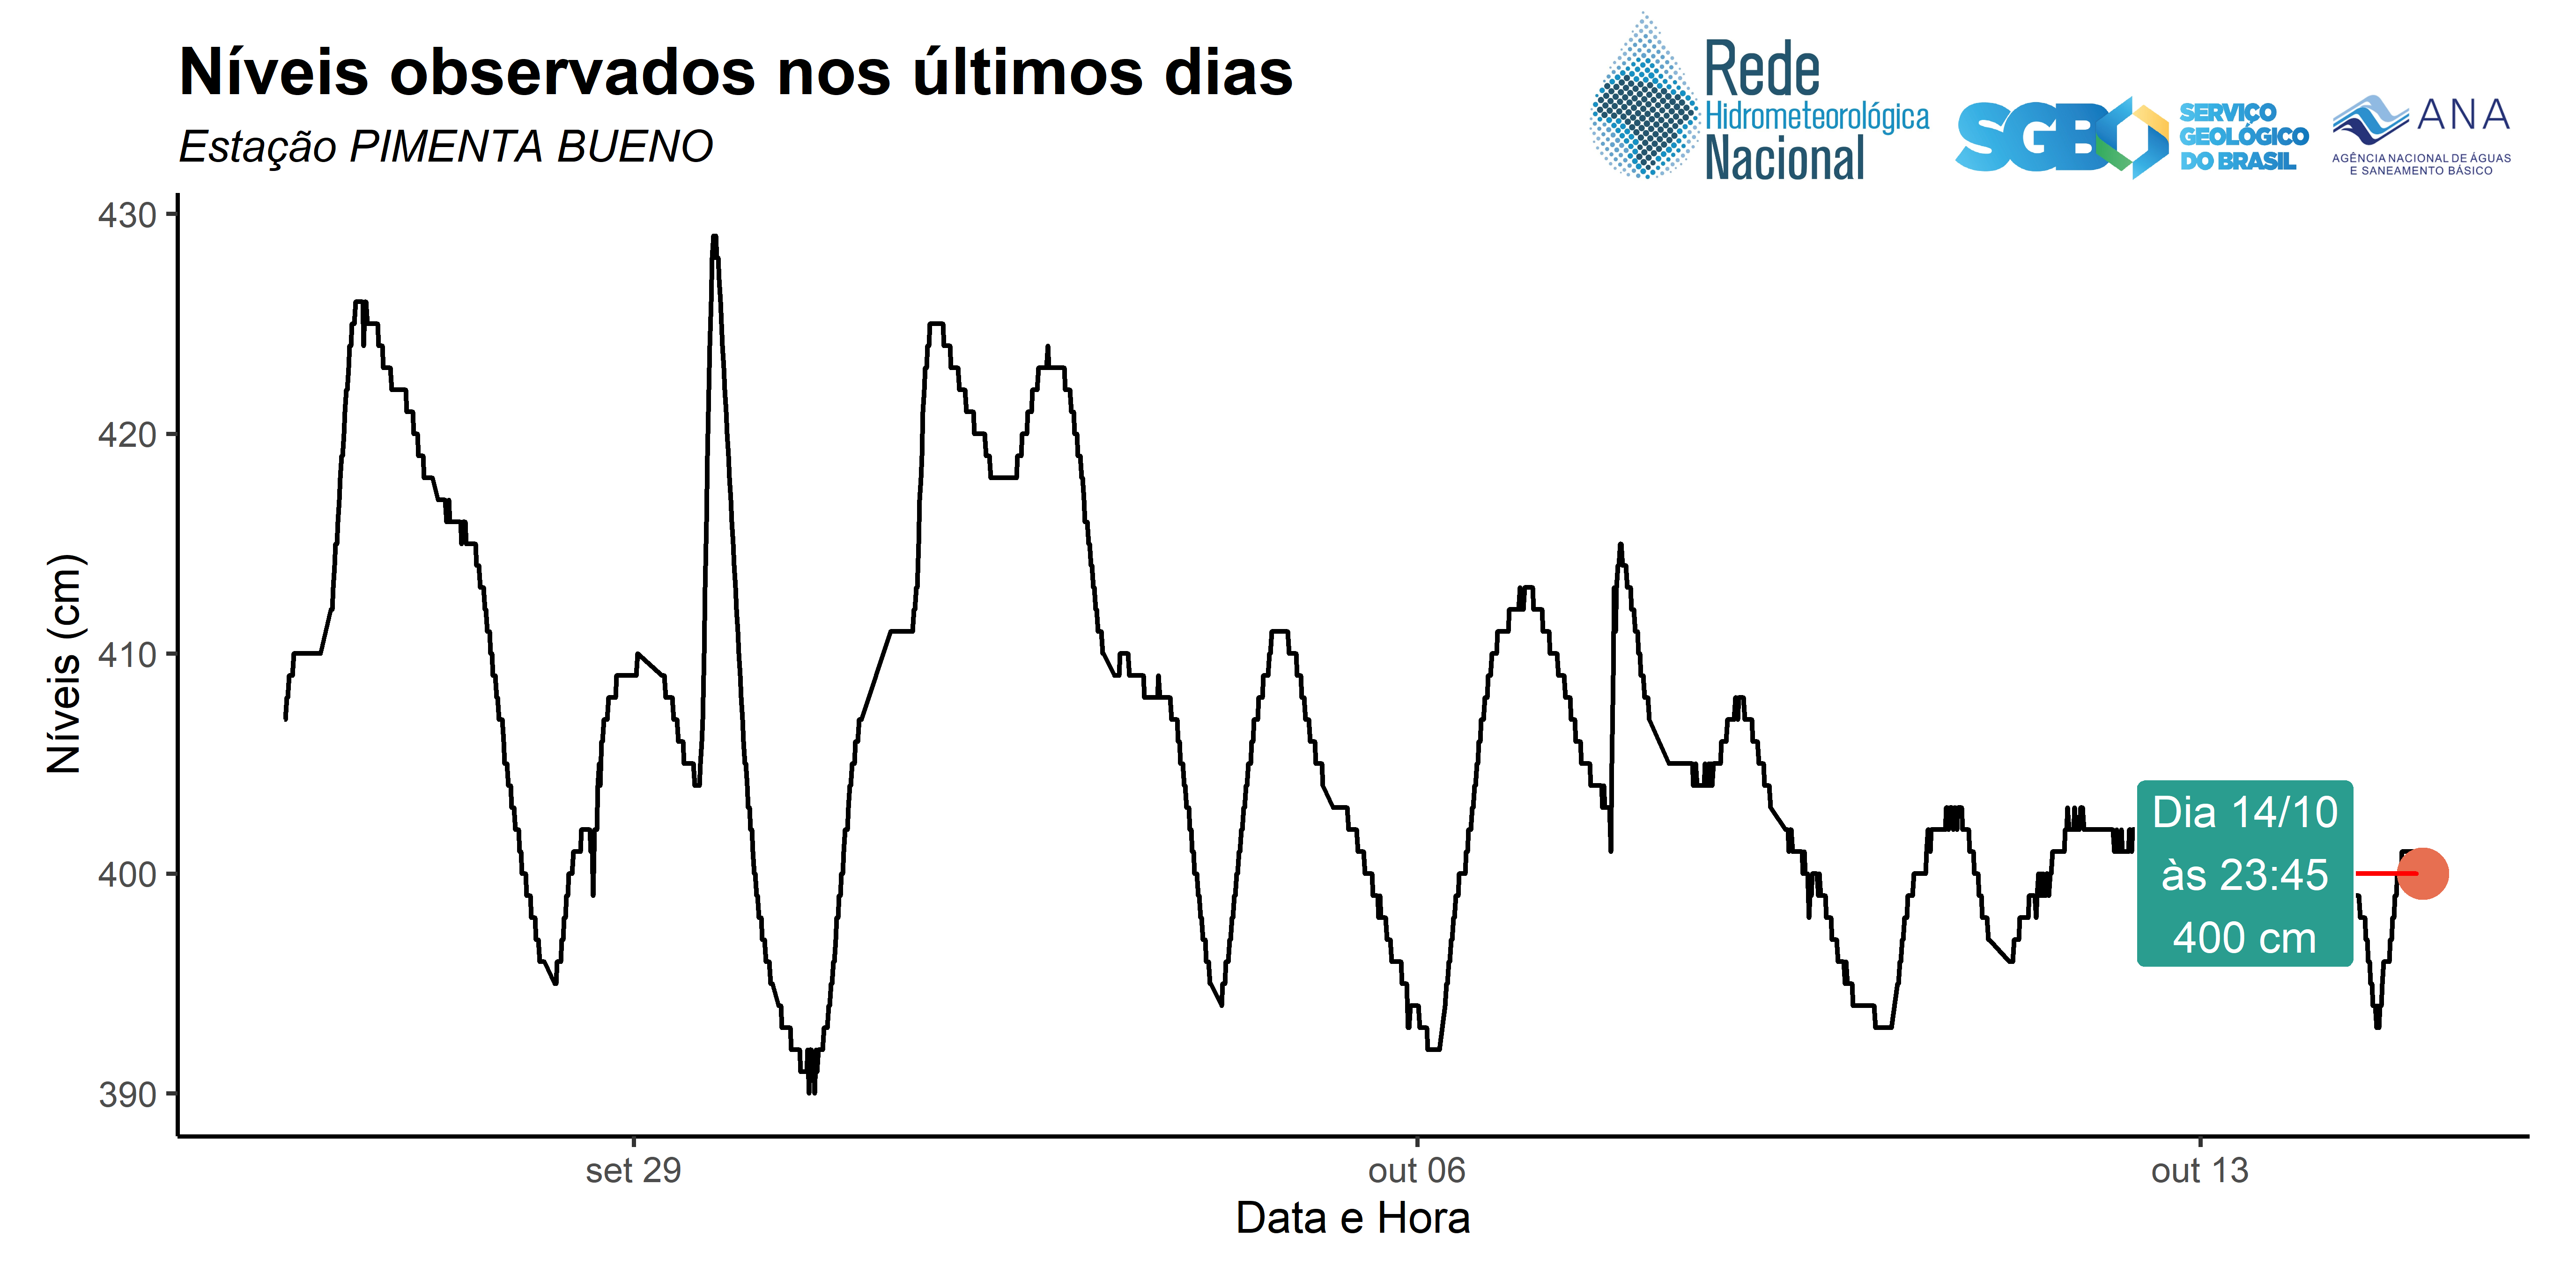 Níveis observados nos últimos dias
Estação PIMENTA BUENO
Rede
Hidrometeorológica
Nacional
SGB
SERVIÇO
GEOLÓGICO
DO BRASIL
ANA
AGÊNCIA NACIONAL DE ÁGUAS
E SANEAMENTO BÁSICO
430
420
410
400
390
Níveis (cm)
Dia 14/10
às 23:45
400 cm
set 29
out 06
out 13
Data e Hora